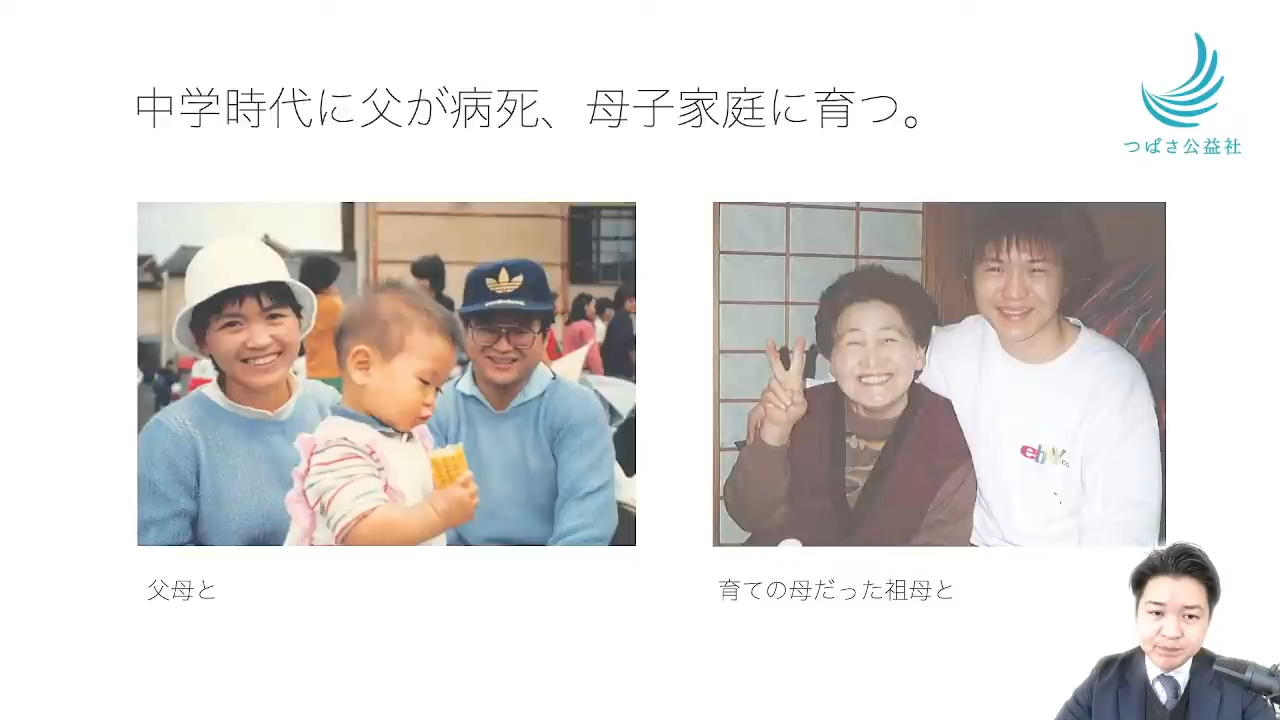 中学時代に父が病死、母子家庭に育つ。
つばさ公益社
父母と
育ての母だった祖母と